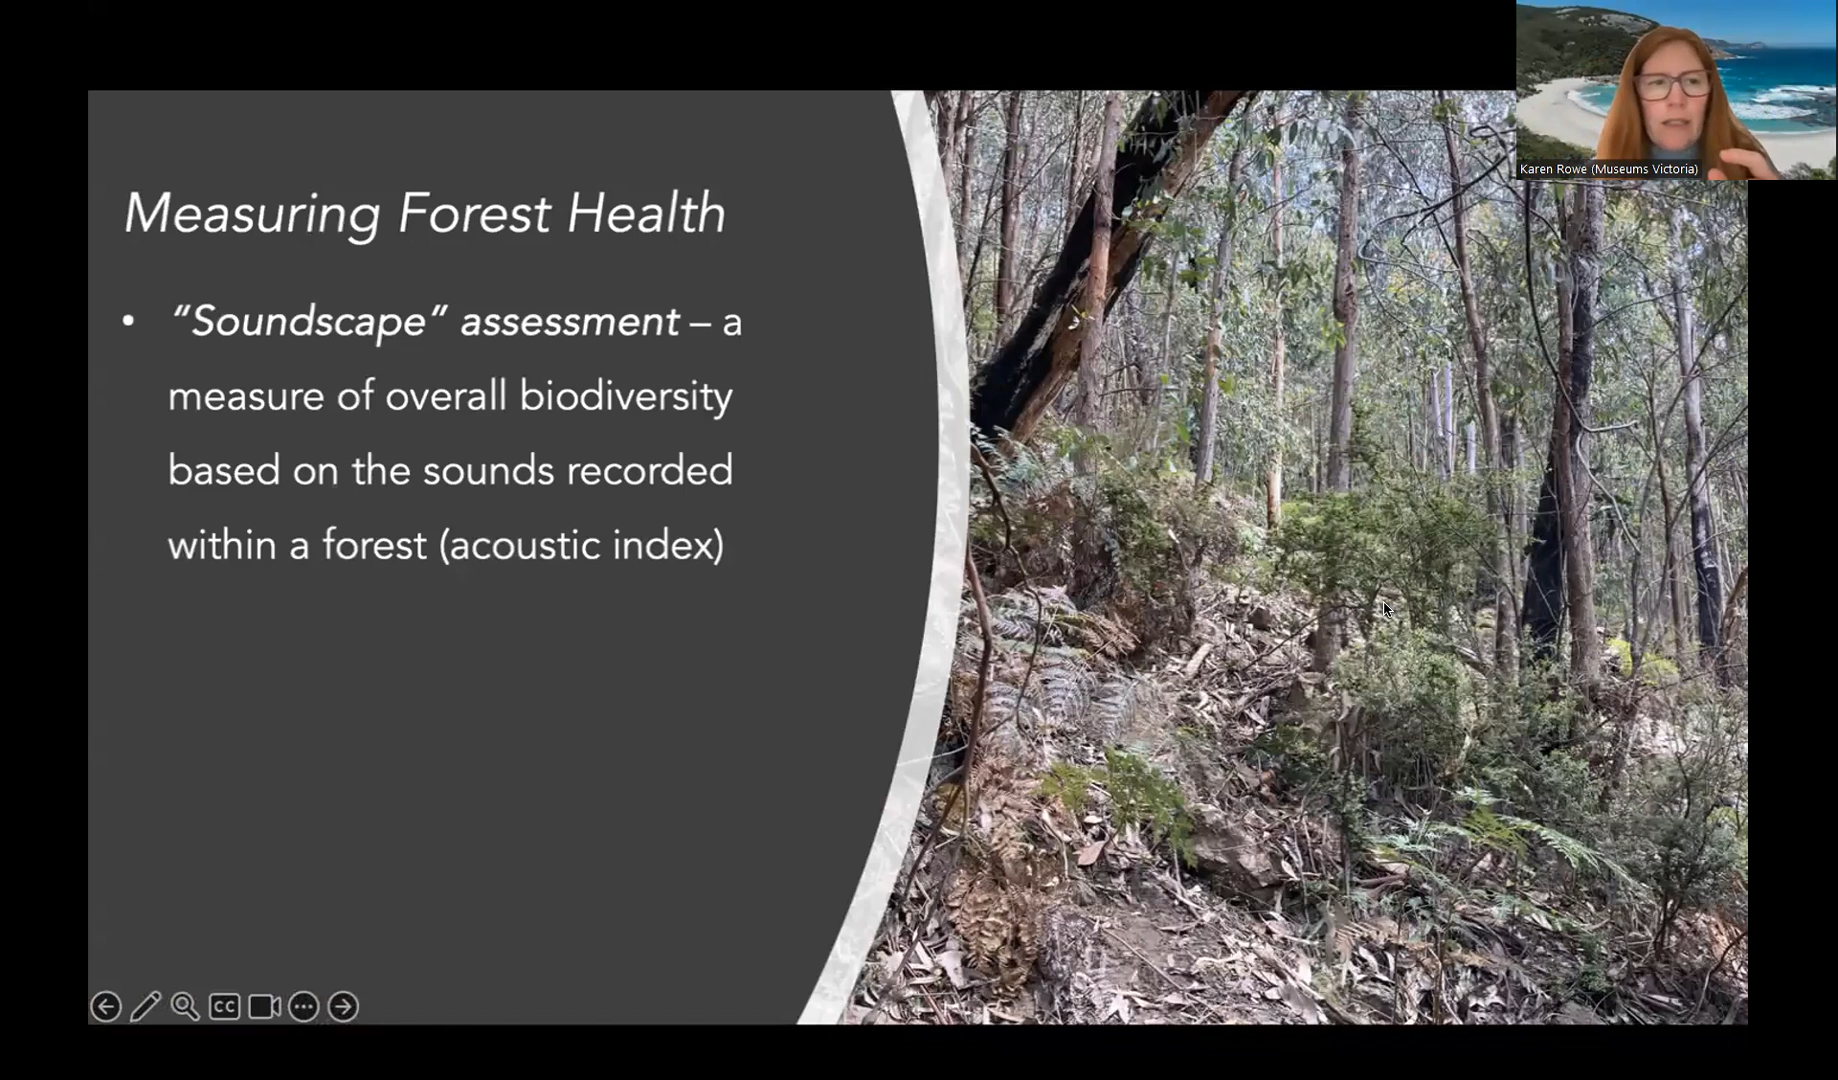 Karen Rowe (Museums Victoria)
Measuring Forest Health
• “Soundscape” assessment – a
measure of overall biodiversity
based on the sounds recorded
within a forest (acoustic index)
CC